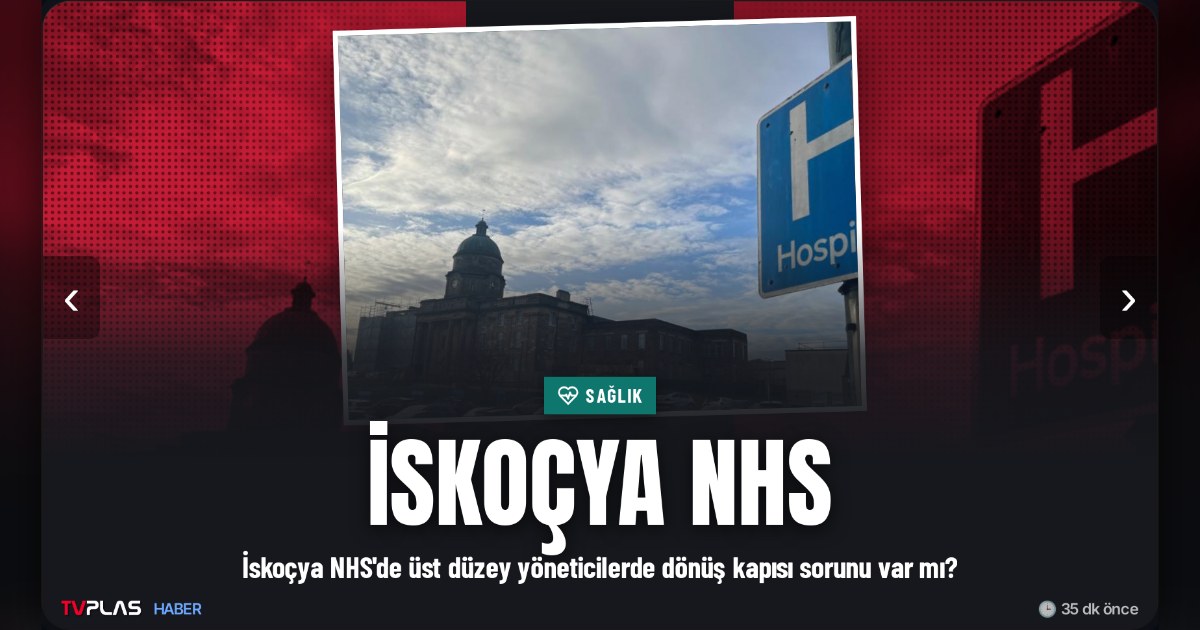 Hospi
Hospi
SAĞLIK
İSKOÇYA NHS
İskoçya NHS'de üst düzey yöneticilerde dönüş kapısı sorunu var mı?
TVPLAS HABER
35 dk önce